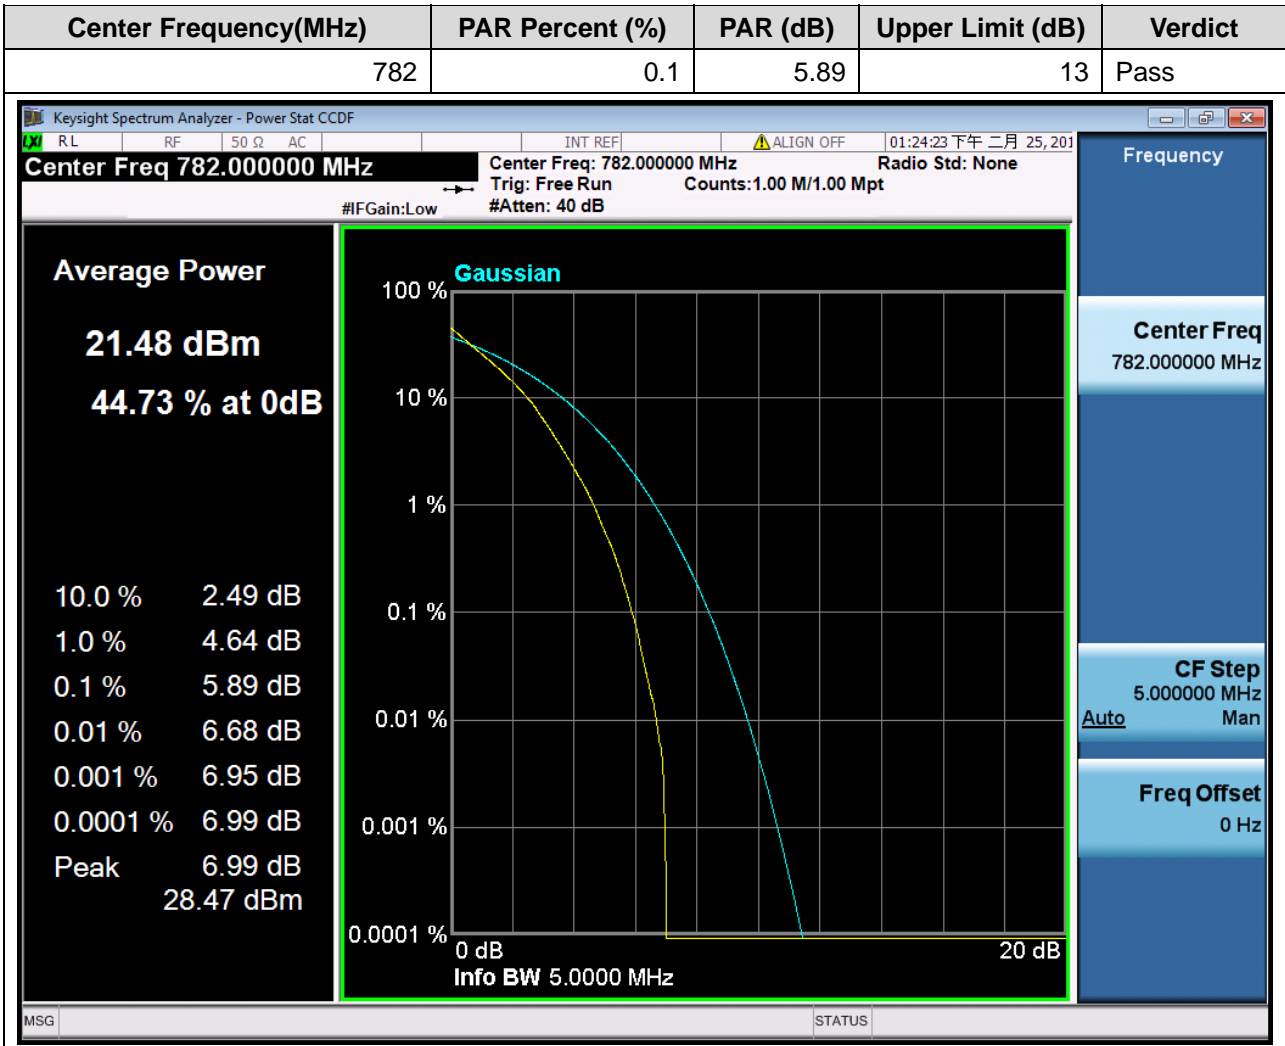 Center Frequency(MHz) PAR Percent (%) PAR (dB) Upper Limit (dB) Verdict
782 0.1 5.89 13 Pass
Keysight Spectrum Analyzer - Power Stat CCDF
LXI RL RF 50 Ω AC INT REF ALIGN OFF 01:24:23 下午 二月 25, 201
Center Freq 782.000000 MHz
Center Freq: 782.000000 MHz Radio Std: None
Trig: Free Run Counts:1.00 M/1.00 Mpt
#IFGain:Low #Atten: 40 dB
Average Power
21.48 dBm
44.73 % at 0dB
10.0 % 2.49 dB
1.0 % 4.64 dB
0.1 % 5.89 dB
0.01 % 6.68 dB
0.001 % 6.95 dB
0.0001 % 6.99 dB
Peak 6.99 dB
28.47 dBm
Gaussian
100 %
10 %
1 %
0.1 %
0.01 %
0.001 %
0.0001 %
0 dB 20 dB
Info BW 5.0000 MHz
Frequency
Center Freq
782.000000 MHz
CF Step
5.000000 MHz
Auto Man
Freq Offset
0 Hz
MSG STATUS